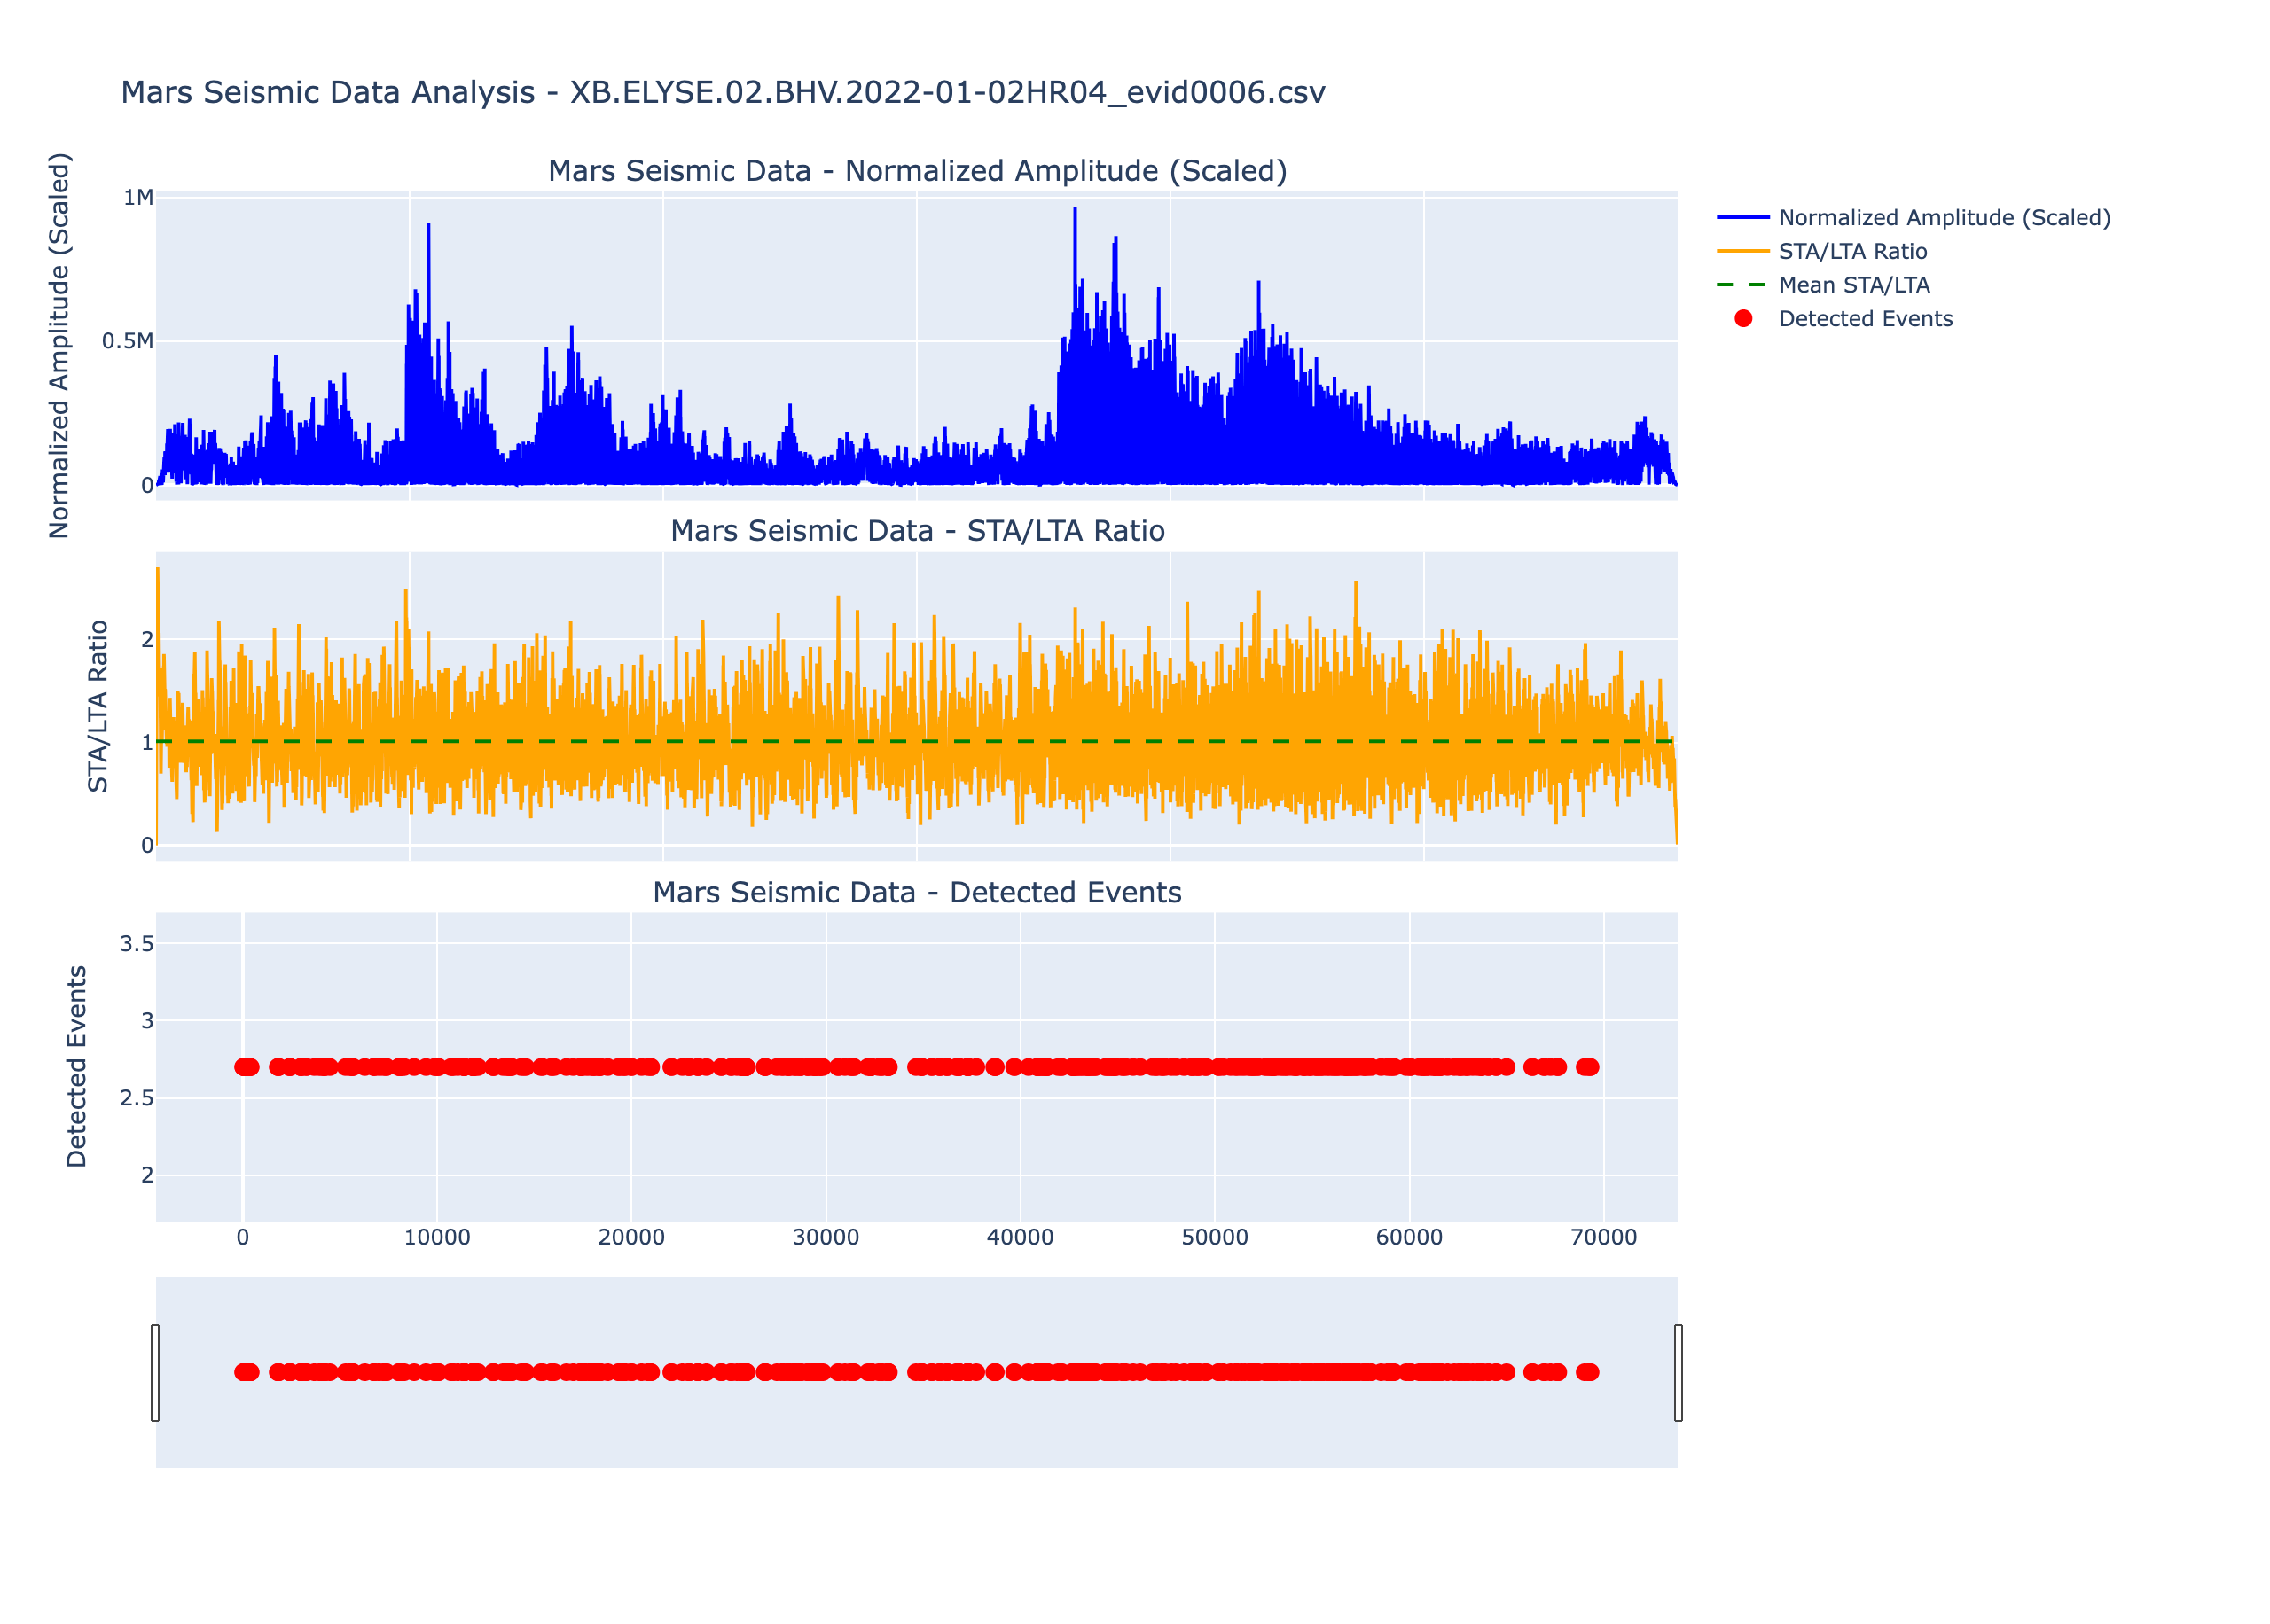 Mars Seismic Data Analysis - XB.ELYSE.02.BHV.2022-01-02HR04_evid0006.csv
Mars Seismic Data - Normalized Amplitude (Scaled)
Normalized Amplitude (Scaled)
1M
0.5M
0
Normalized Amplitude (Scaled)
STA/LTA Ratio
Mean STA/LTA
Detected Events
Mars Seismic Data - STA/LTA Ratio
STA/LTA Ratio
2
1
0
Mars Seismic Data - Detected Events
Detected Events
3.5
3
2.5
2
0 10000 20000 30000 40000 50000 60000 70000